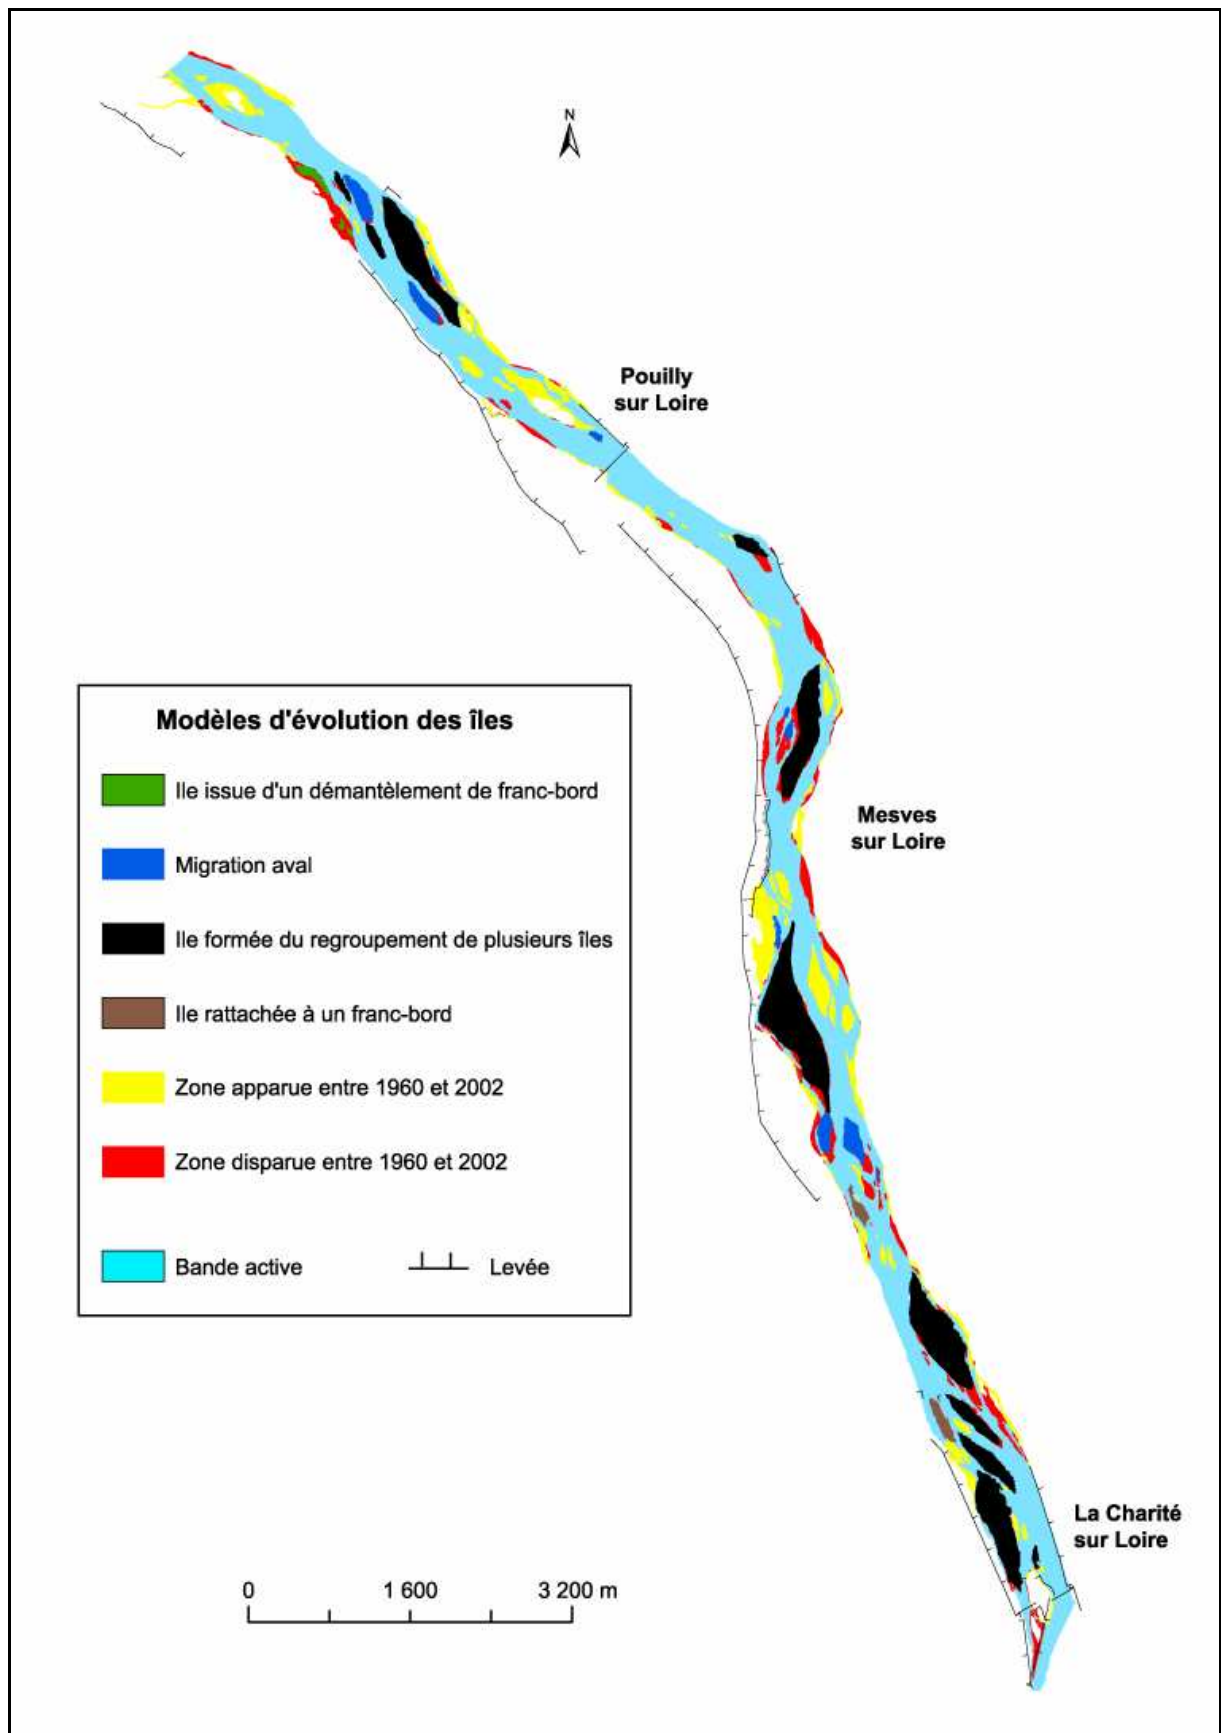 N
Pouilly
sur Loire
Modèles d'évolution des îles
Ile issue d'un démantèlement de franc-bord
Migration aval
Ile formée du regroupement de plusieurs îles
Ile rattachée à un franc-bord
Zone apparue entre 1960 et 2002
Zone disparue entre 1960 et 2002
Bande active Levée
Mesves
sur Loire
La Charité
sur Loire
0 1 600 3 200 m